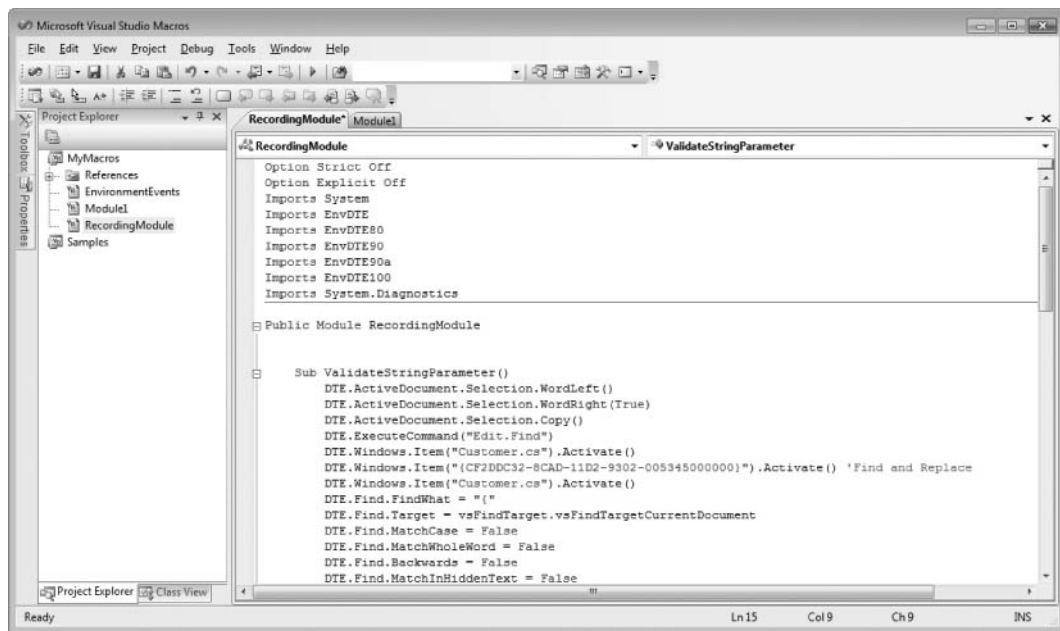 Microsoft Visual Studio Macros
File Edit View Project Debug Tools Window Help
Toolbox
Properties
Project Explorer
MyMacros
References
EnvironmentEvents
Module1
RecordingModule
Samples
Project Explorer Class View
RecordingModule* Module1
RecordingModule ValidateStringParameter
Option Strict Off
Option Explicit Off
Imports System
Imports EnvDTE
Imports EnvDTE80
Imports EnvDTE90
Imports EnvDTE90a
Imports EnvDTE100
Imports System.Diagnostics
Public Module RecordingModule
Sub ValidateStringParameter()
DTE.ActiveDocument.Selection.WordLeft()
DTE.ActiveDocument.Selection.WordRight(True)
DTE.ActiveDocument.Selection.Copy()
DTE.ExecuteCommand("Edit.Find")
DTE.Windows.Item("Customer.cs").Activate()
DTE.Windows.Item("{CF2DDC32-8CAD-11D2-9302-005345000000}").Activate() 'Find and Replace
DTE.Windows.Item("Customer.cs").Activate()
DTE.Find.FindWhat = "{"
DTE.Find.Target = vsFindTarget.vsFindTargetCurrentDocument
DTE.Find.MatchCase = False
DTE.Find.MatchWholeWord = False
DTE.Find.Backwards = False
DTE.Find.MatchInHiddenText = False
Ready Ln 15 Col 9 Ch 9 INS